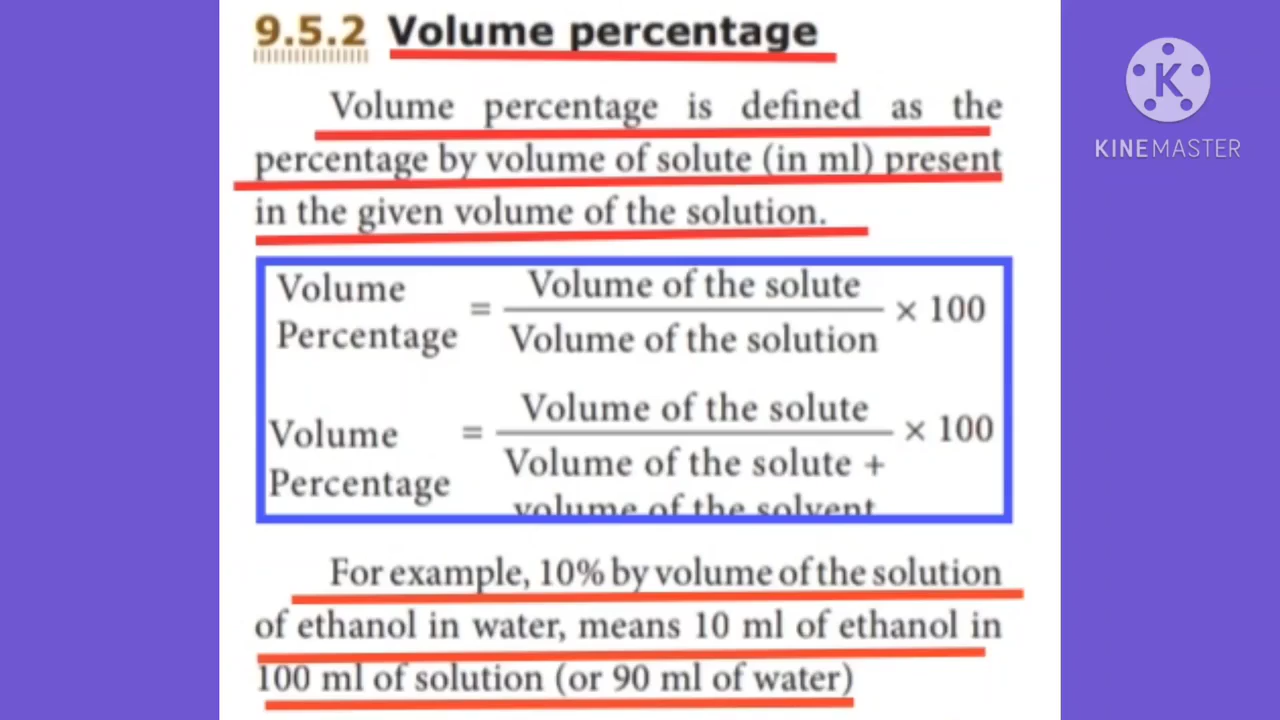 9.5.2 Volume percentage
KINEMASTER
Volume percentage is defined as the
percentage by volume of solute (in ml) present
in the given volume of the solution.
Volume Percentage = Volume of the solute / Volume of the solution × 100
Volume Percentage = Volume of the solute / Volume of the solute + volume of the solvent × 100
For example, 10% by volume of the solution
of ethanol in water, means 10 ml of ethanol in
100 ml of solution (or 90 ml of water)